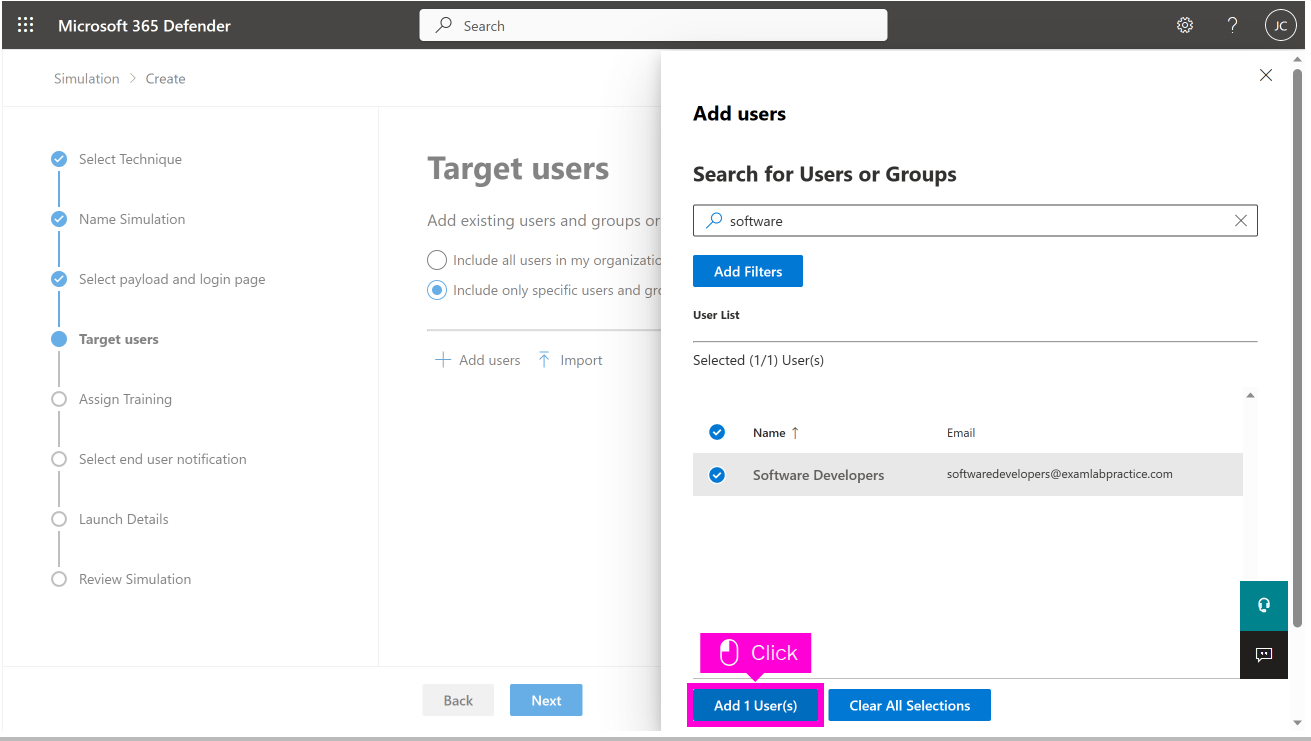 Microsoft 365 Defender
Search
JC
Simulation > Create
Select Technique
Name Simulation
Select payload and login page
Target users
Assign Training
Select end user notification
Launch Details
Review Simulation
Target users
Add existing users and groups or
Include all users in my organizatio
Include only specific users and gro
Add users
Import
Back
Next
Add users
Search for Users or Groups
software
Add Filters
User List
Selected (1/1) User(s)
Name ↑ Email
Software Developers softwaredevelopers@examlabpractice.com
Click
Add 1 User(s)
Clear All Selections